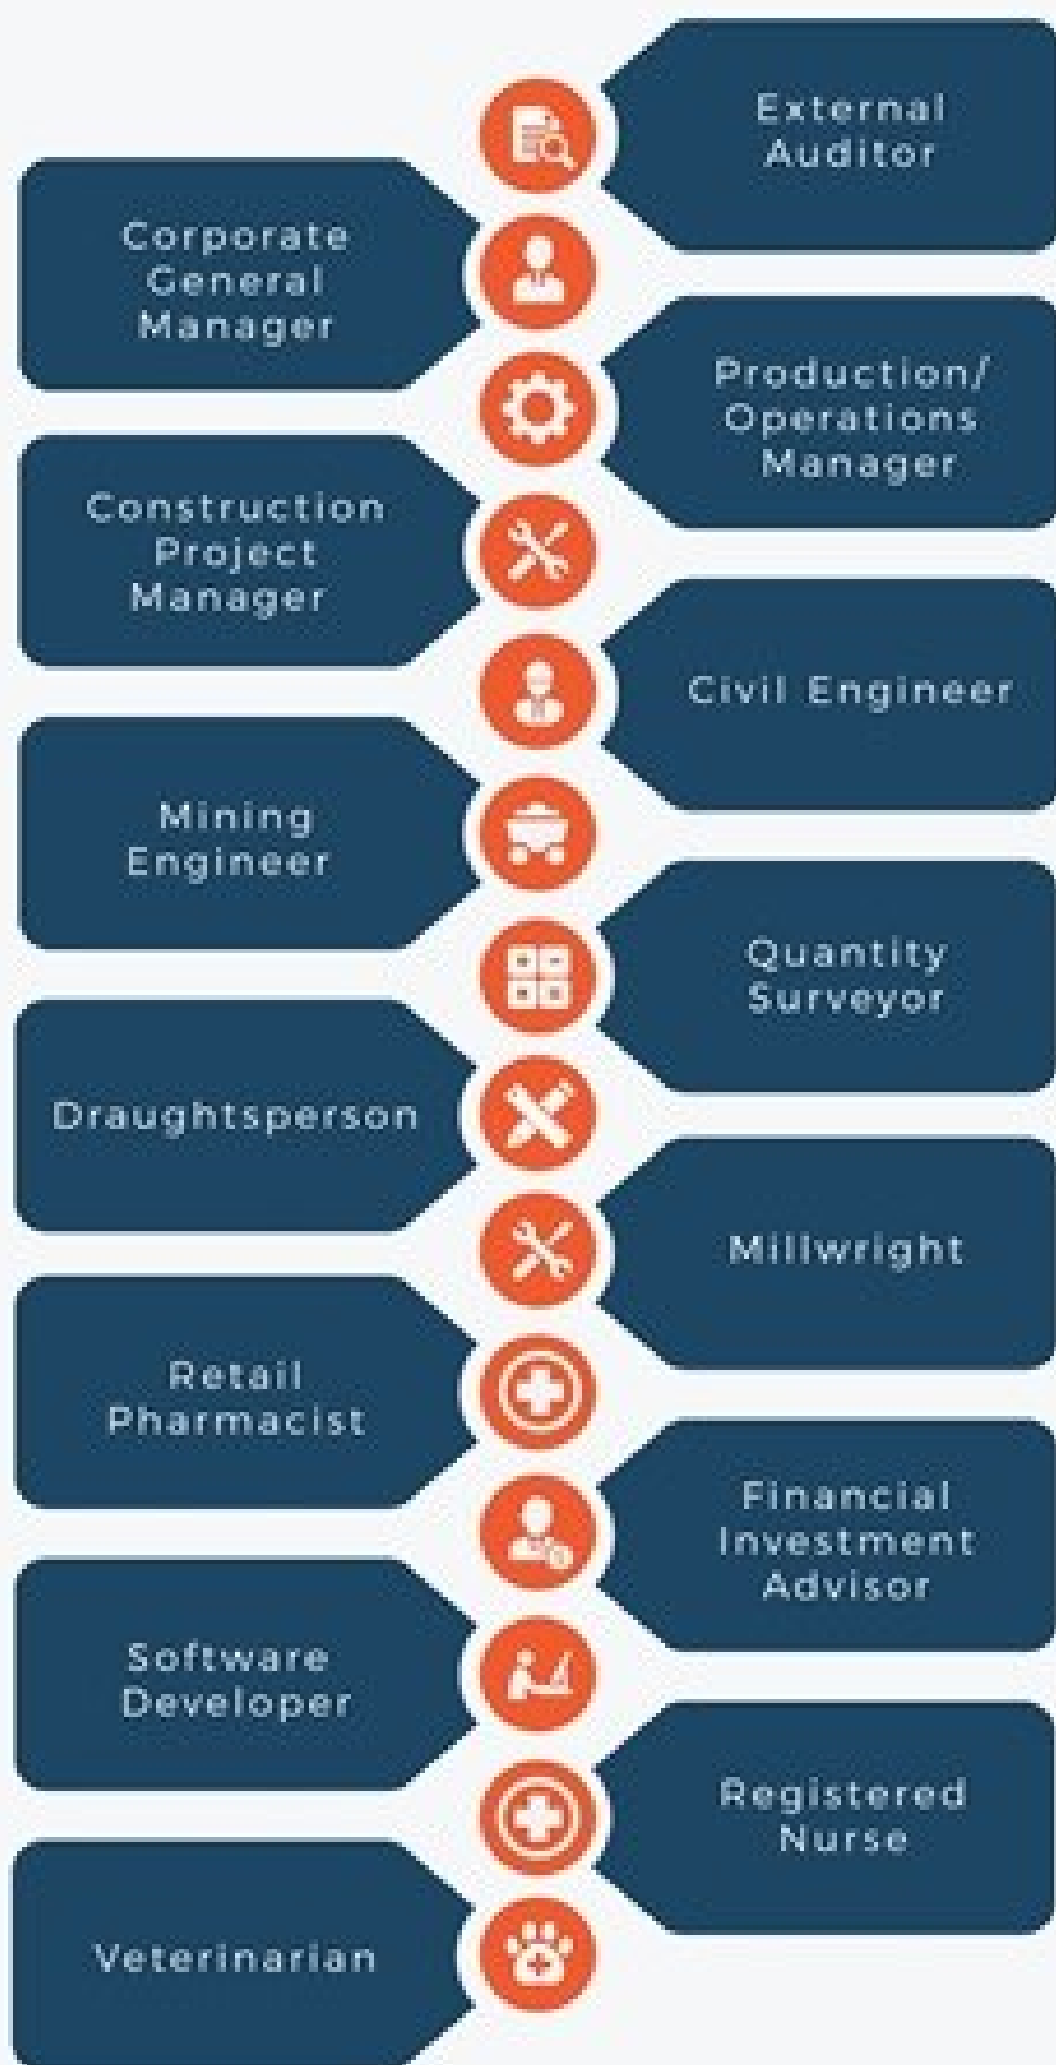 External
Auditor
Corporate
General
Manager
Production/
Operations
Manager
Construction
Project
Manager
Civil Engineer
Mining
Engineer
Quantity
Surveyor
Draughtsperson
Millwright
Retail
Pharmacist
Financial
Investment
Advisor
Software
Developer
Registered
Nurse
Veterinarian